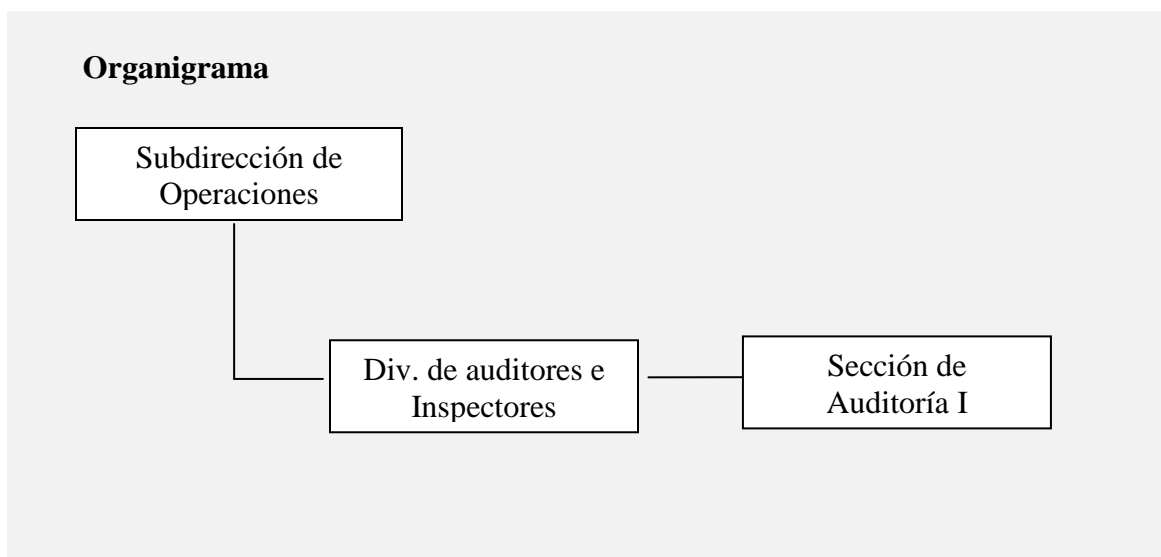 Organigrama
Subdirección de
Operaciones
Div. de auditores e
Inspectores
Sección de
Auditoría I